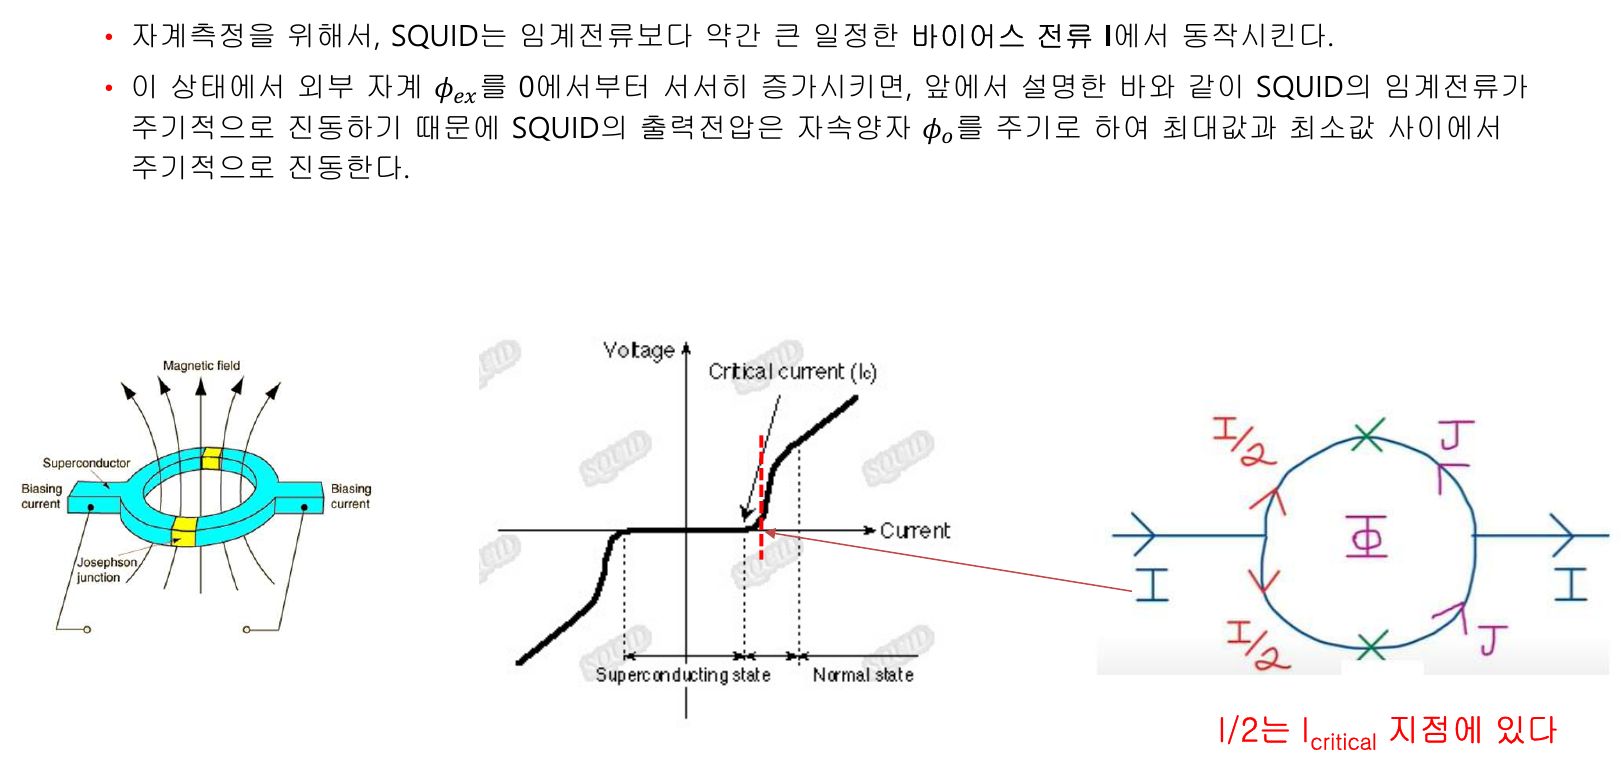 • 자계측정을 위해서, SQUID는 임계전류보다 약간 큰 일정한 바이어스 전류 I에서 동작시킨다.
• 이 상태에서 외부 자계 ϕₑₓ를 0에서부터 서서히 증가시키면, 앞에서 설명한 바와 같이 SQUID의 임계전류가
주기적으로 진동하기 때문에 SQUID의 출력전압은 자속양자 ϕₒ를 주기로 하여 최대값과 최소값 사이에서
주기적으로 진동한다.
Magnetic field
Superconductor
Biasing
current
Biasing
current
Josephson
junction
Voltage
Critical current (Ic)
Current
Superconducting state
Normal state
SQUID
SQUID
SQUID
SQUID
SQUID
SQUID
SQUID
SQUID
I/2
J
I
Φ
I
I/2
J
I/2는 Icritical 지점에 있다